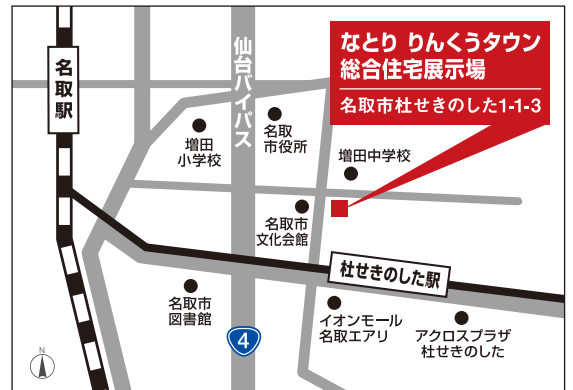 なとり りんくうタウン
総合住宅展示場
名取市杜せきのした1-1-3
名取駅
仙台バイパス
増田
小学校
名取
市役所
増田中学校
名取市
文化会館
杜せきのした駅
名取市
図書館
イオンモール
名取エアリ
アクロスプラザ
杜せきのした
4
N